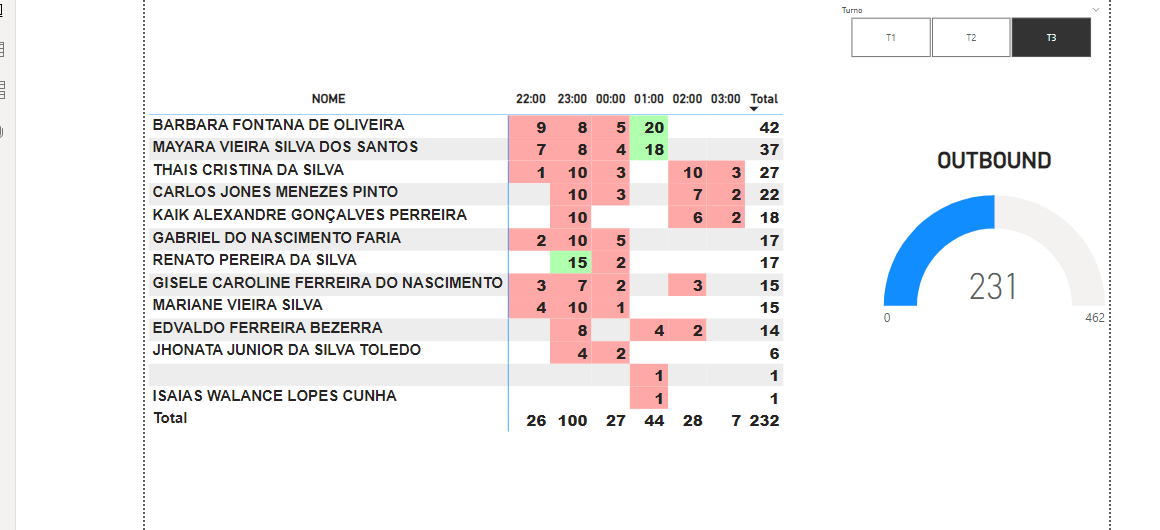 Turno
T1 T2 T3
NOME 22:00 23:00 00:00 01:00 02:00 03:00 Total
BARBARA FONTANA DE OLIVEIRA 9 8 5 20 42
MAYARA VIEIRA SILVA DOS SANTOS 7 8 4 18 37
THAIS CRISTINA DA SILVA 1 10 3 10 3 27
CARLOS JONES MENEZES PINTO 10 3 7 2 22
KAIK ALEXANDRE GONÇALVES PERREIRA 10 6 2 18
GABRIEL DO NASCIMENTO FARIA 2 10 5 17
RENATO PEREIRA DA SILVA 15 2 17
GISELE CAROLINE FERREIRA DO NASCIMENTO 3 7 2 3 15
MARIANE VIEIRA SILVA 4 10 1 15
EDVALDO FERREIRA BEZERRA 8 4 2 14
JHONATA JUNIOR DA SILVA TOLEDO 4 2 6
1 1
ISAIAS WALANCE LOPES CUNHA 1 1
Total 26 100 27 44 28 7 232
OUTBOUND
231
0 462